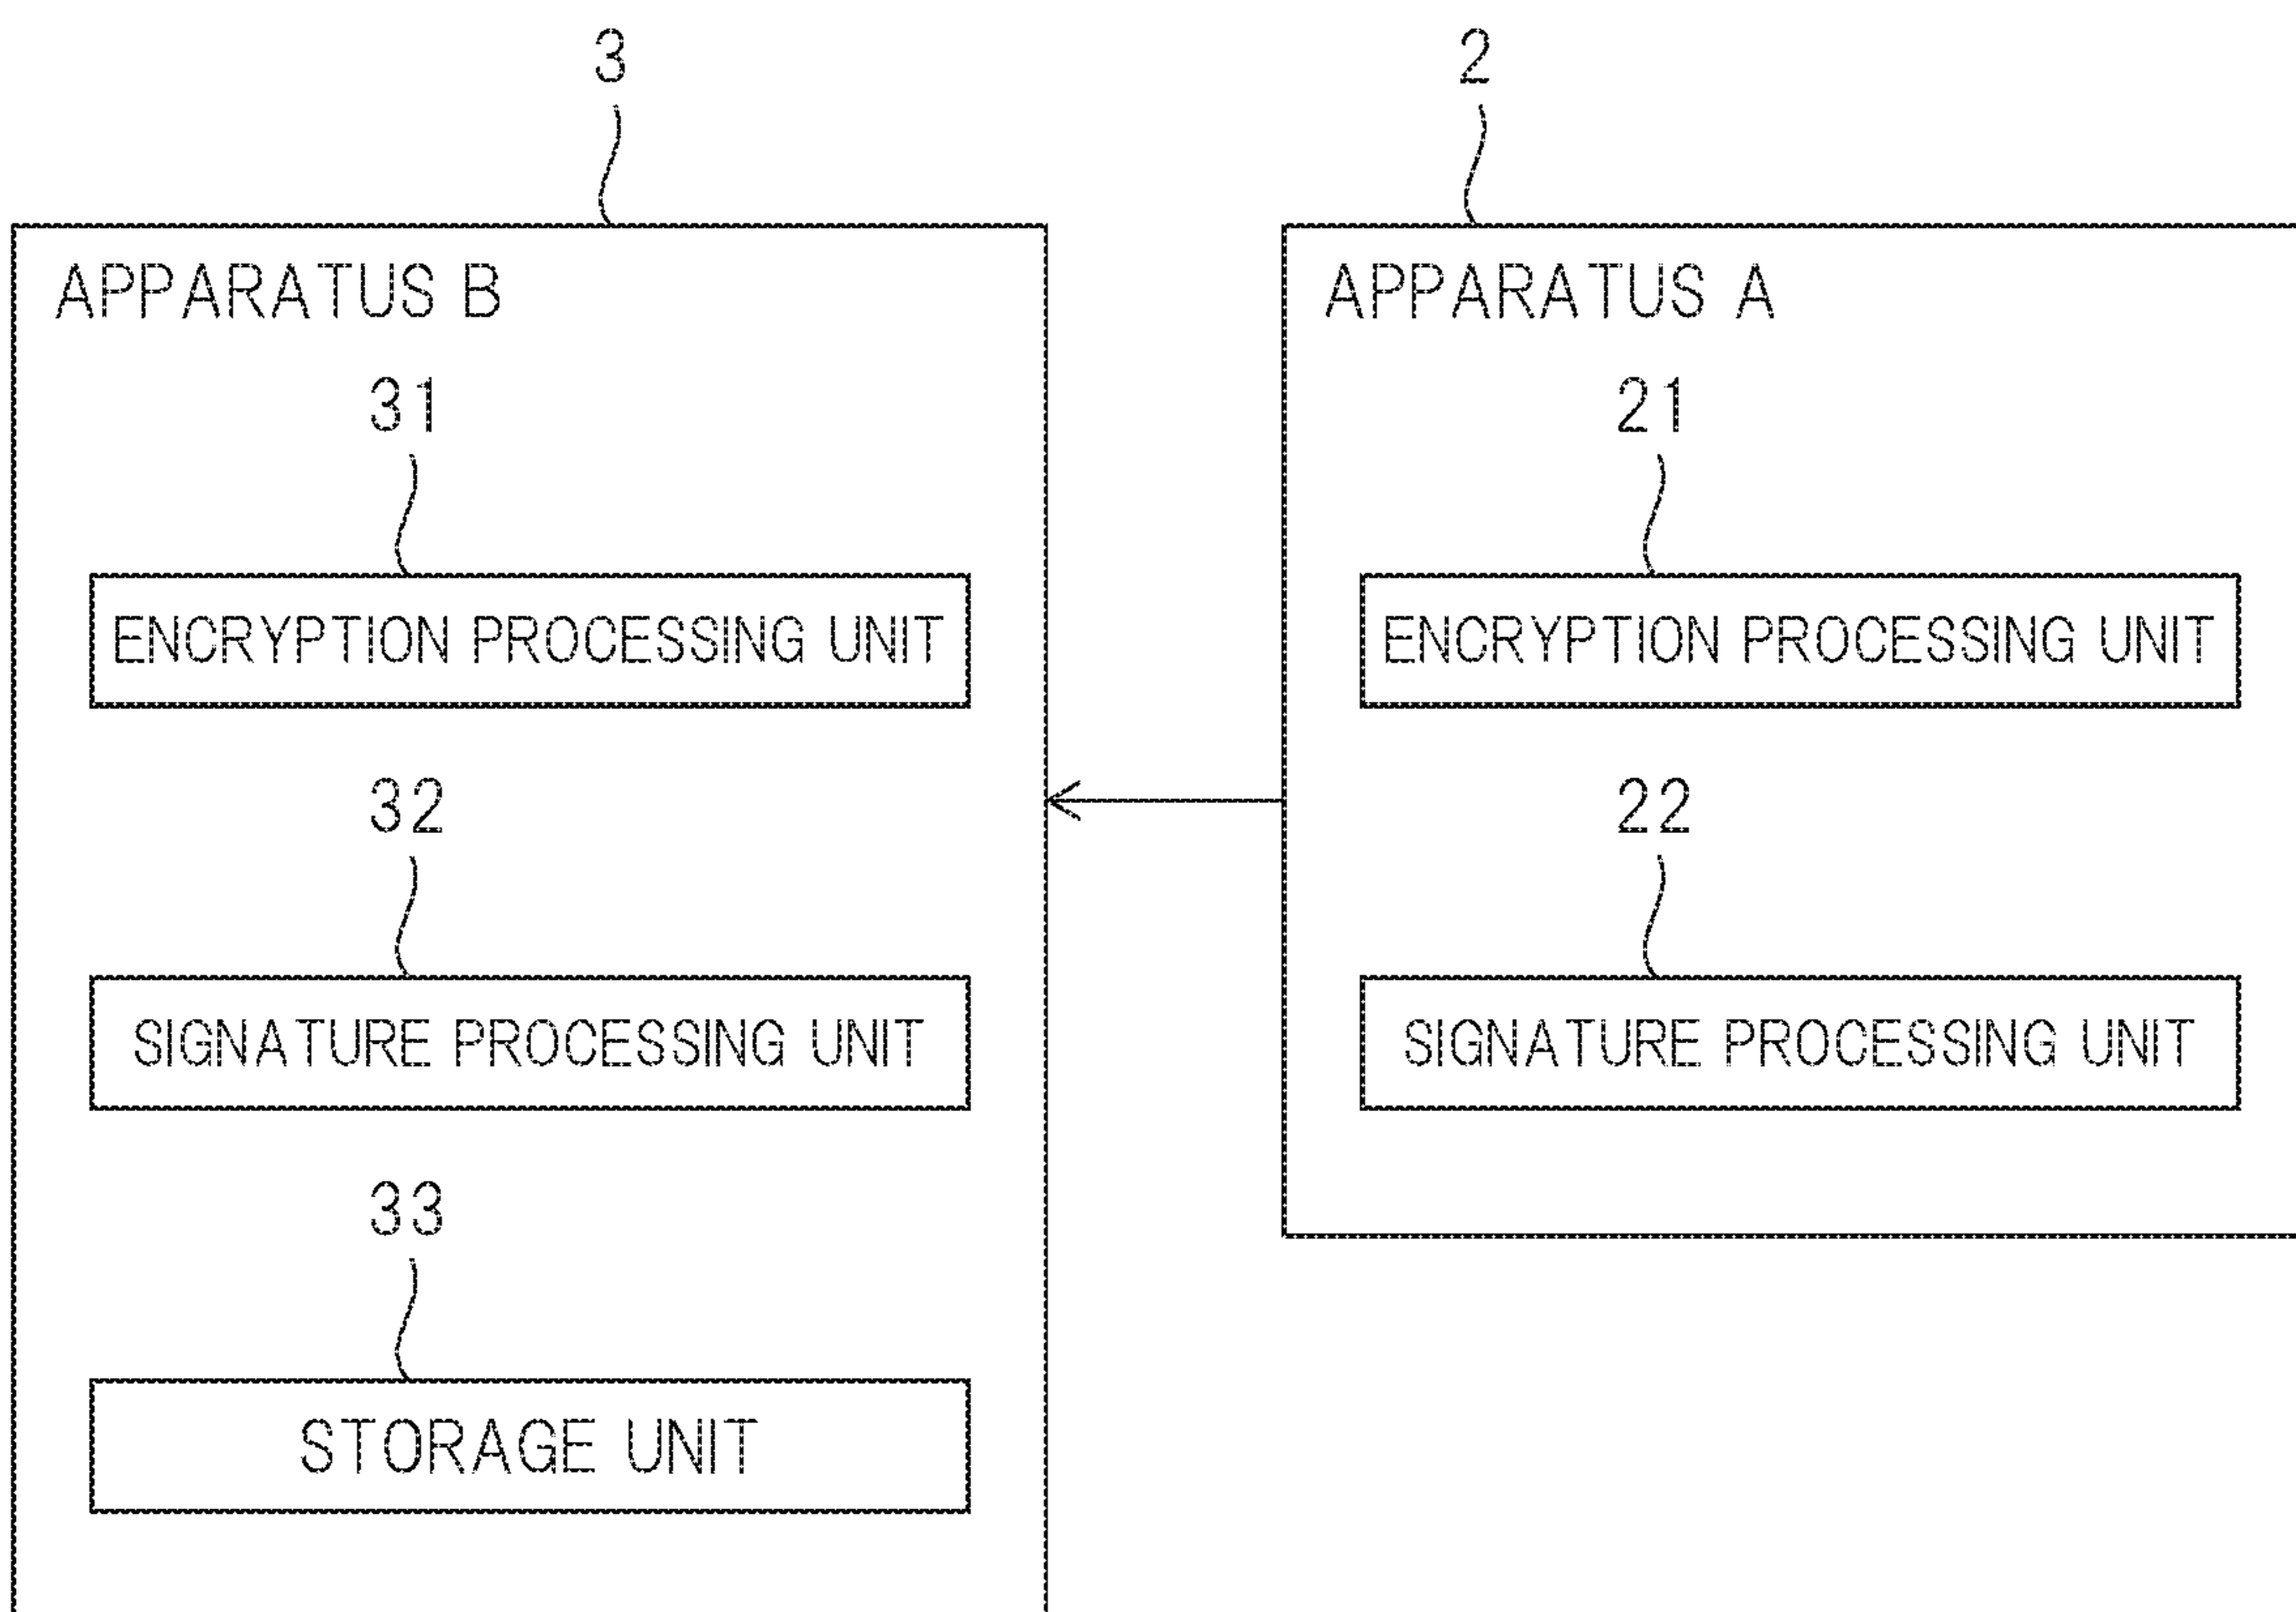 3
APPARATUS B
31
ENCRYPTION PROCESSING UNIT
32
SIGNATURE PROCESSING UNIT
33
STORAGE UNIT
2
APPARATUS A
21
ENCRYPTION PROCESSING UNIT
22
SIGNATURE PROCESSING UNIT